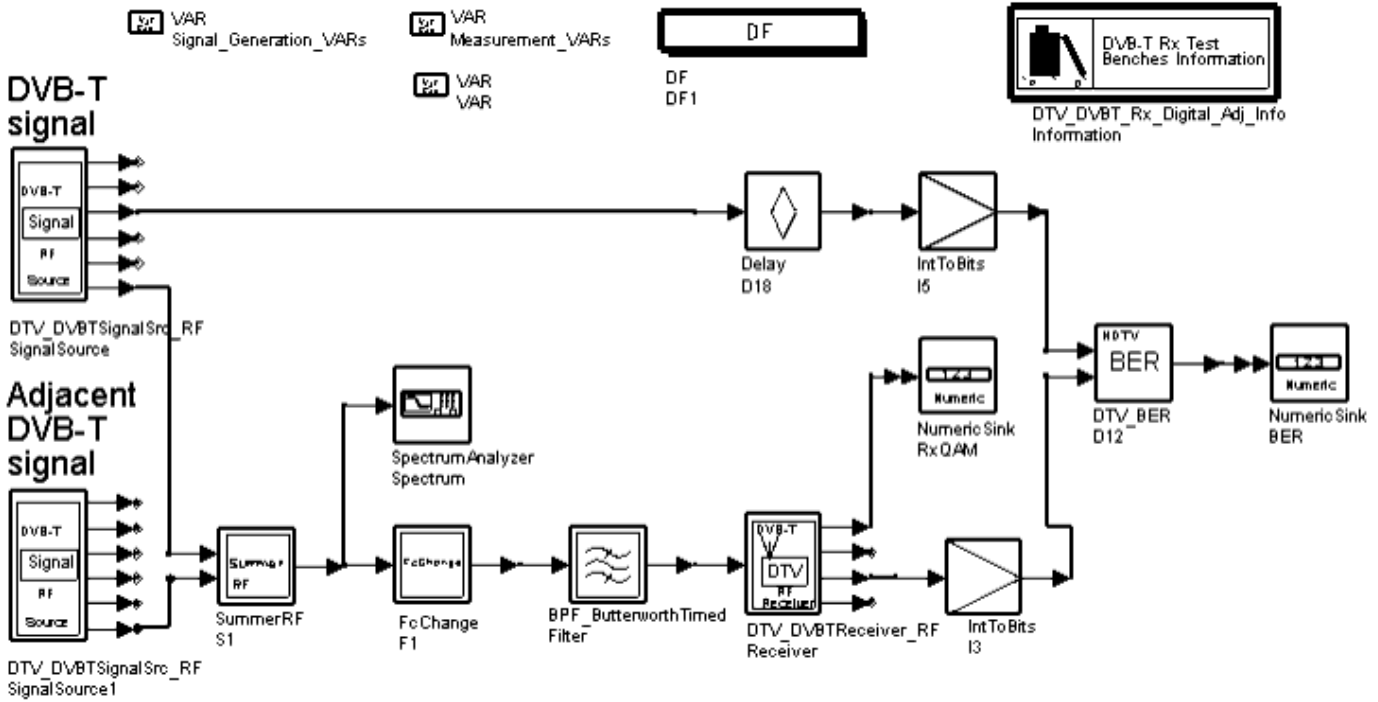 VAR
Signal_Generation_VARs
VAR
Measurement_VARs
VAR
VAR
DF
DF
DF1
DVB-T Rx Test
Benches Information
DTV_DVBT_Rx_Digital_Adj_Info
Information
DVB-T
signal
DVB-T
Signal
RF
Source
DTV_DVBTSignalSrc_RF
SignalSource
Delay
D18
IntToBits
I5
HDTV
BER
DTV_BER
D12
123
Numeric
NumericSink
BER
123
Numeric
NumericSink
RxQAM
SpectrumAnalyzer
Spectrum
Adjacent
DVB-T
signal
DVB-T
Signal
RF
Source
DTV_DVBTSignalSrc_RF
SignalSource1
Summer
RF
SummerRF
S1
FcChange
FcChange
F1
BPF_ButterworthTimed
Filter
DVB-T
DTV
RF
Receiver
DTV_DVBTReceiver_RF
Receiver
IntToBits
I3